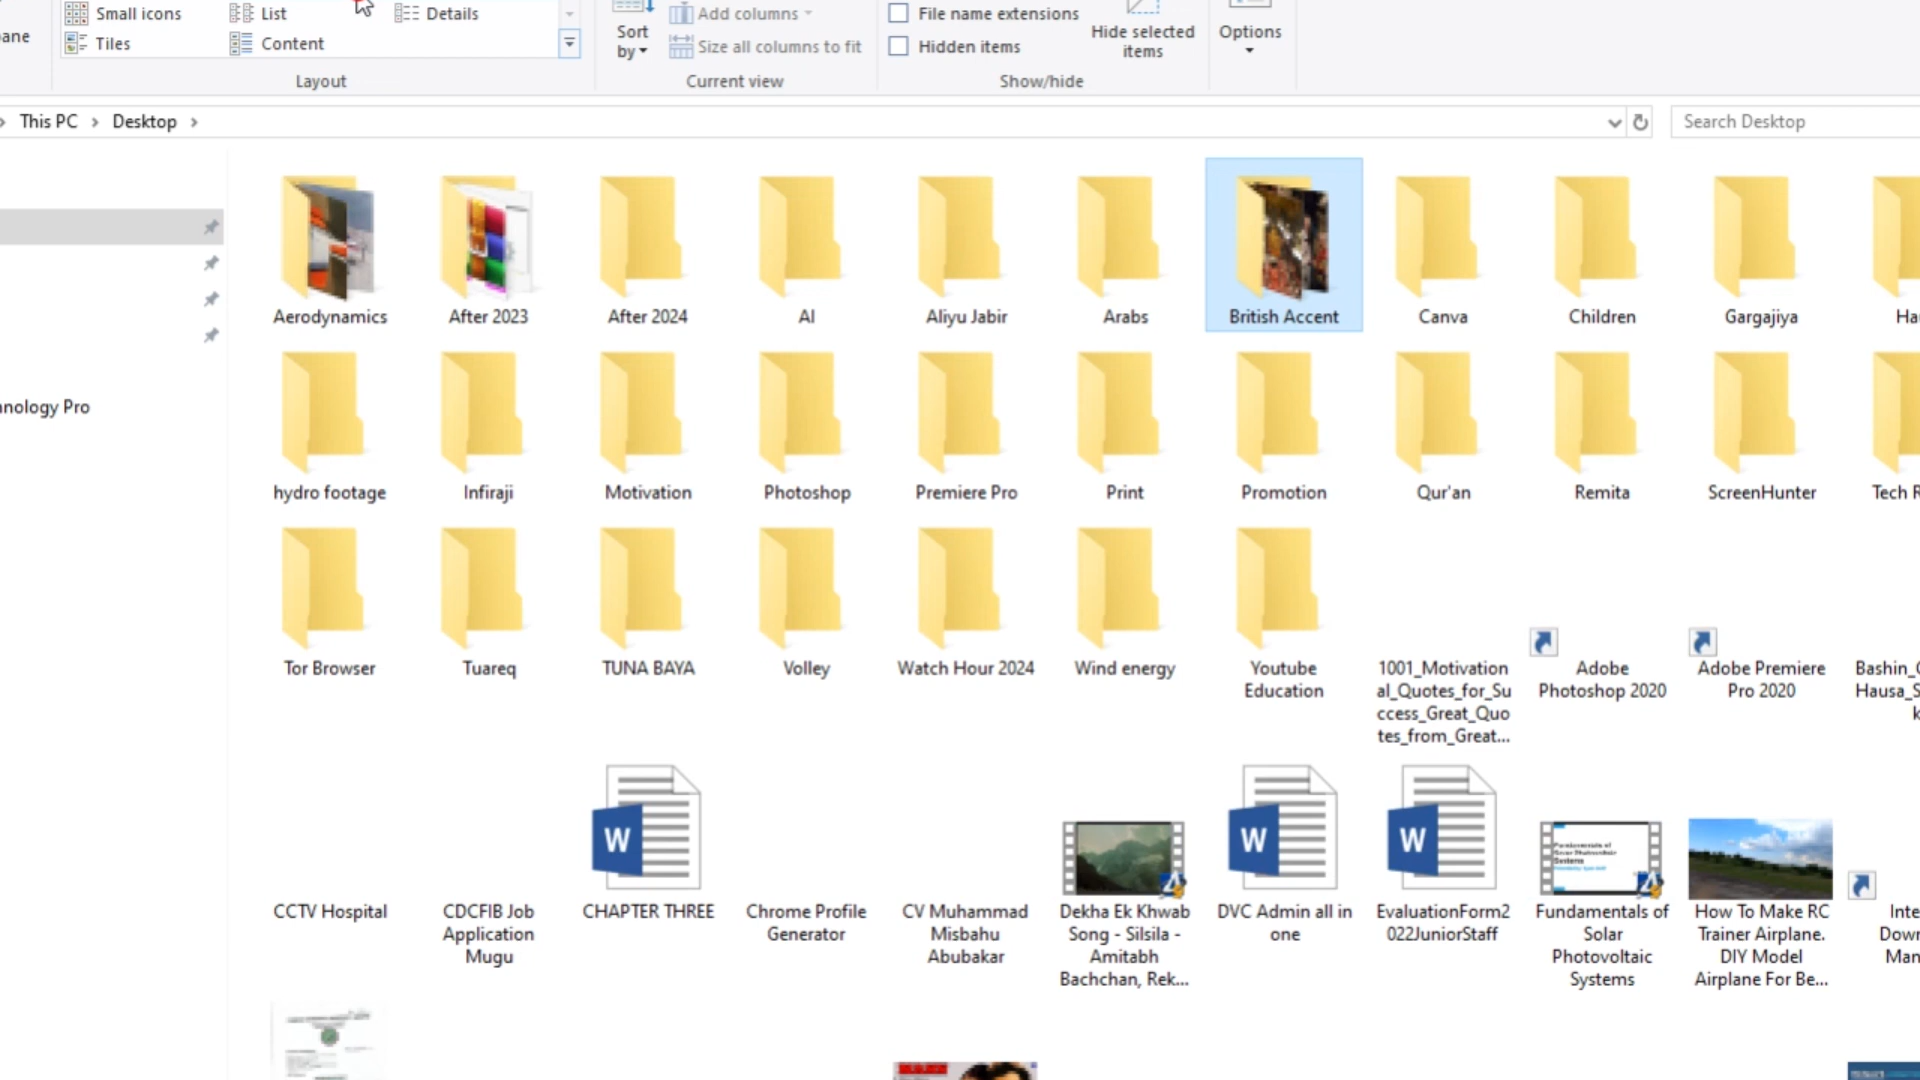 Small icons
List
Details
Tiles
Content
Layout
Sort
by
Add columns
Size all columns to fit
Current view
File name extensions
Hidden items
Hide selected
items
Show/hide
Options
ane
This PC
Desktop
Search Desktop
nology Pro
Aerodynamics
After 2023
After 2024
AI
Aliyu Jabir
Arabs
British Accent
Canva
Children
Gargajiya
Ha
hydro footage
Infiraji
Motivation
Photoshop
Premiere Pro
Print
Promotion
Qur'an
Remita
ScreenHunter
Tech R
Tor Browser
Tuareq
TUNA BAYA
Volley
Watch Hour 2024
Wind energy
Youtube
Education
1001_Motivation
al_Quotes_for_Su
ccess_Great_Quo
tes_from_Great...
Adobe
Photoshop 2020
Adobe Premiere
Pro 2020
Bashin_
Hausa_S
k
CCTV Hospital
CDCFIB Job
Application
Mugu
CHAPTER THREE
Chrome Profile
Generator
CV Muhammad
Misbahu
Abubakar
Dekha Ek Khwab
Song - Silsila -
Amitabh
Bachchan, Rek...
DVC Admin all in
one
EvaluationForm2
022JuniorStaff
Fundamentals of
Solar
Photovoltaic
Systems
How To Make RC
Trainer Airplane.
DIY Model
Airplane For Be...
Inte
Down
Man